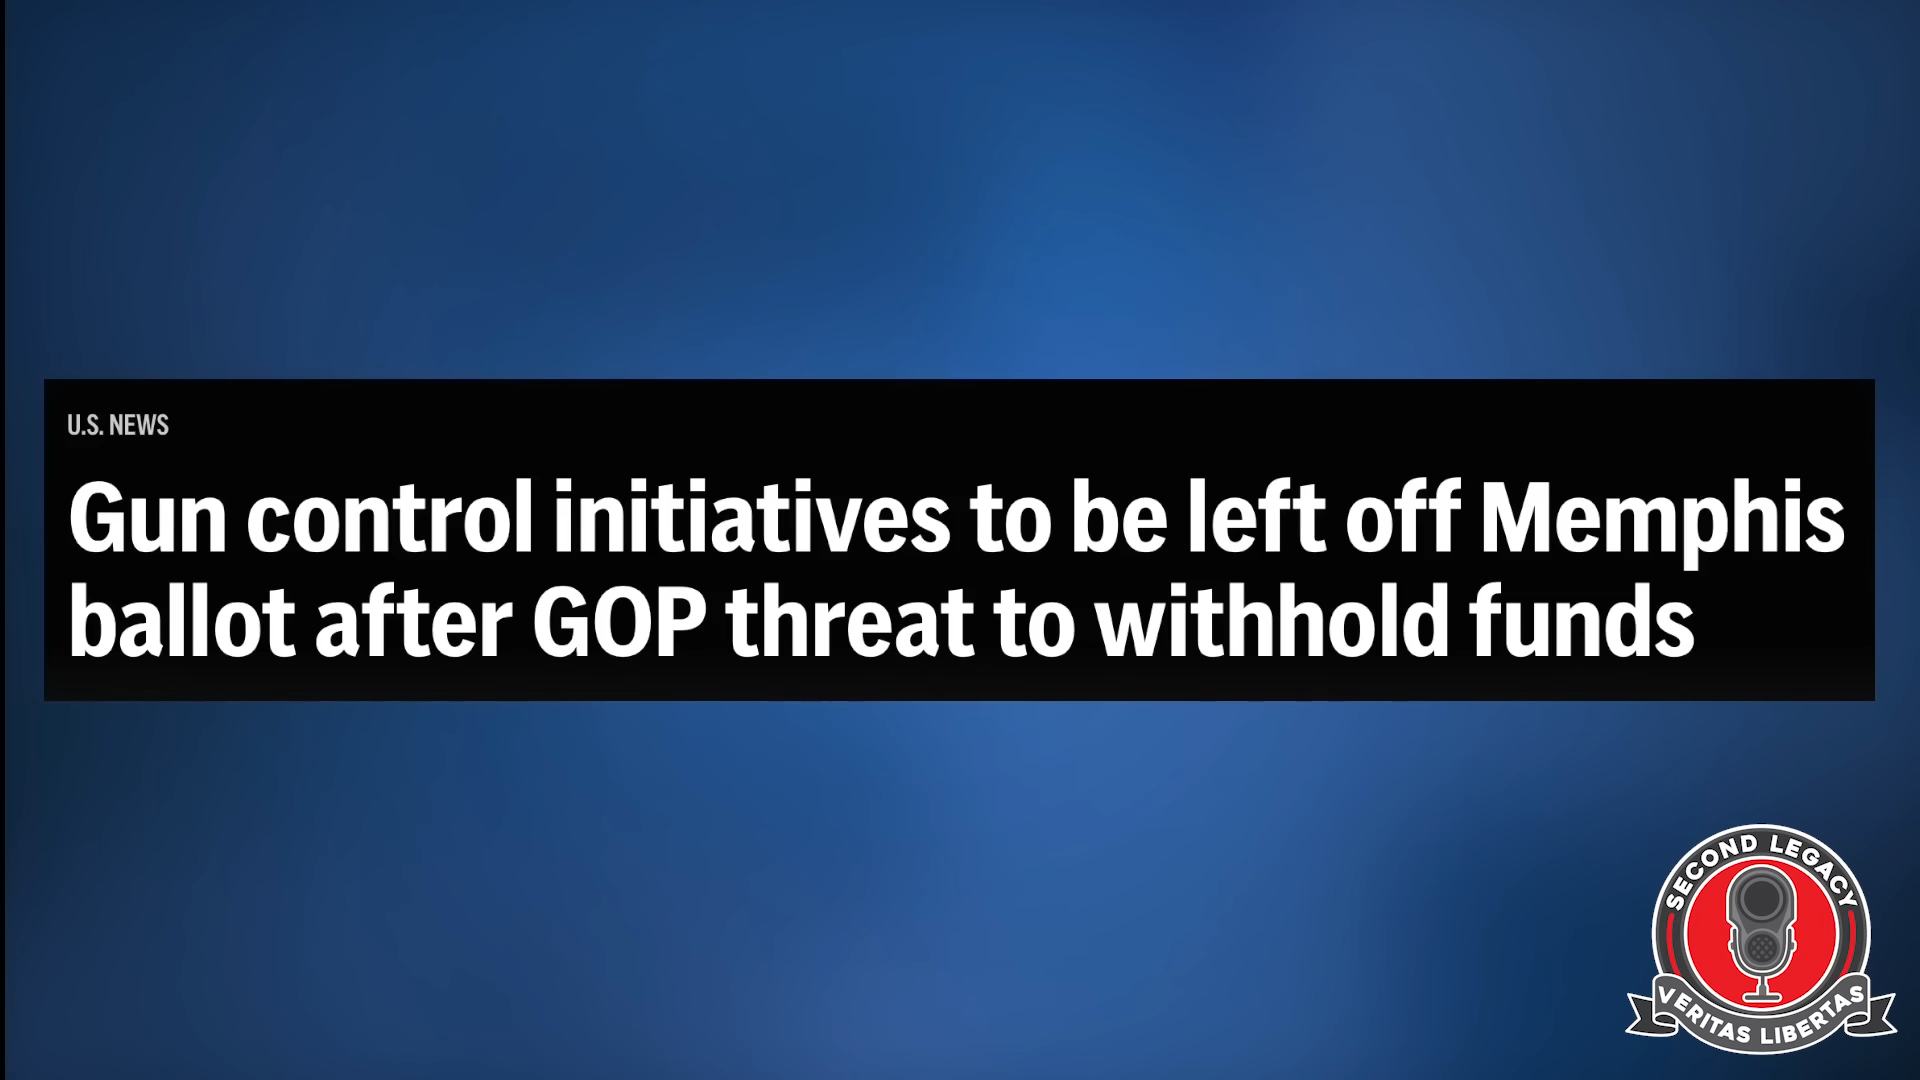 U.S. NEWS
Gun control initiatives to be left off Memphis
ballot after GOP threat to withhold funds
SECOND LEGACY
VERITAS LIBERTAS